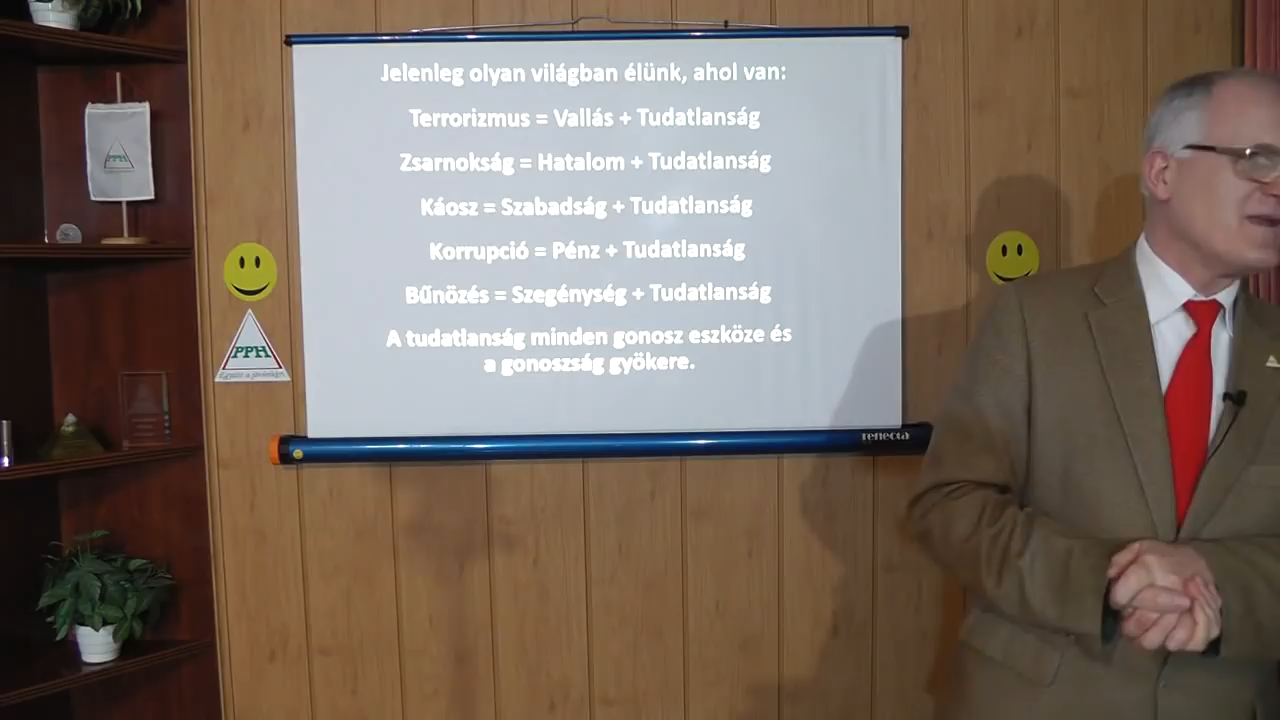 Jelenleg olyan világban élünk, ahol van:
Terrorizmus = Vallás + Tudatlanság
Zsarnokság = Hatalom + Tudatlanság
Káosz = Szabadság + Tudatlanság
Korrupció = Pénz + Tudatlanság
Bűnözés = Szegénység + Tudatlanság
A tudatlanság minden gonosz eszköze és
a gonoszság gyökere.
reflecta
PPH
PPH